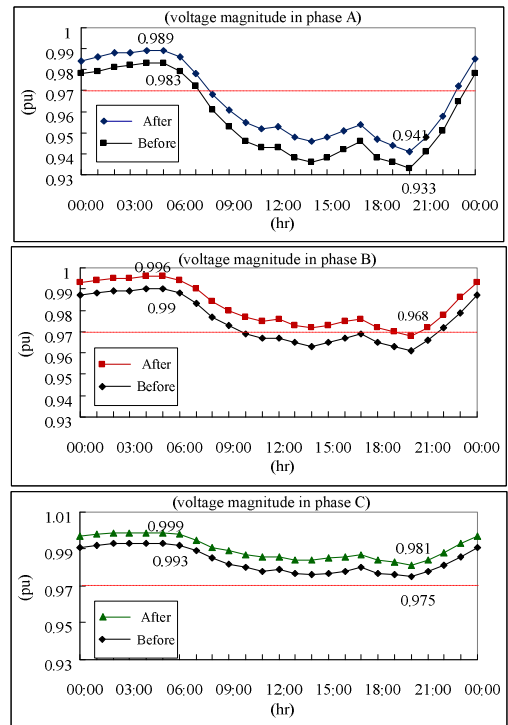 (voltage magnitude in phase A)
1
0.99
0.98
0.97
0.95
0.94
0.93
(pu)
0.989
0.983
0.941
0.933
After
Before
00:00 03:00 06:00 09:00 12:00 15:00 18:00 21:00 00:00
(hr)
(voltage magnitude in phase B)
1
0.99
0.98
0.97
0.96
0.95
0.94
0.93
(pu)
0.996
0.99
0.968
After
Before
00:00 03:00 06:00 09:00 12:00 15:00 18:00 21:00 00:00
(hr)
(voltage magnitude in phase C)
1.01
0.99
0.97
0.95
0.93
(pu)
0.999
0.993
0.981
0.975
After
Before
00:00 03:00 06:00 09:00 12:00 15:00 18:00 21:00 00:00
(hr)